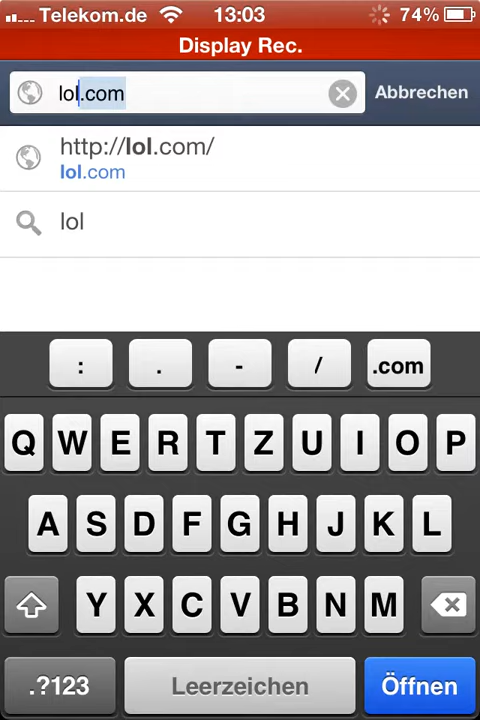 Telekom.de 13:03 74%
Display Rec.
lol.com Abbrechen
http://lol.com/
lol.com
lol
: . - / .com
Q W E R T Z U I O P
A S D F G H J K L
Y X C V B N M
.?123 Leerzeichen Öffnen